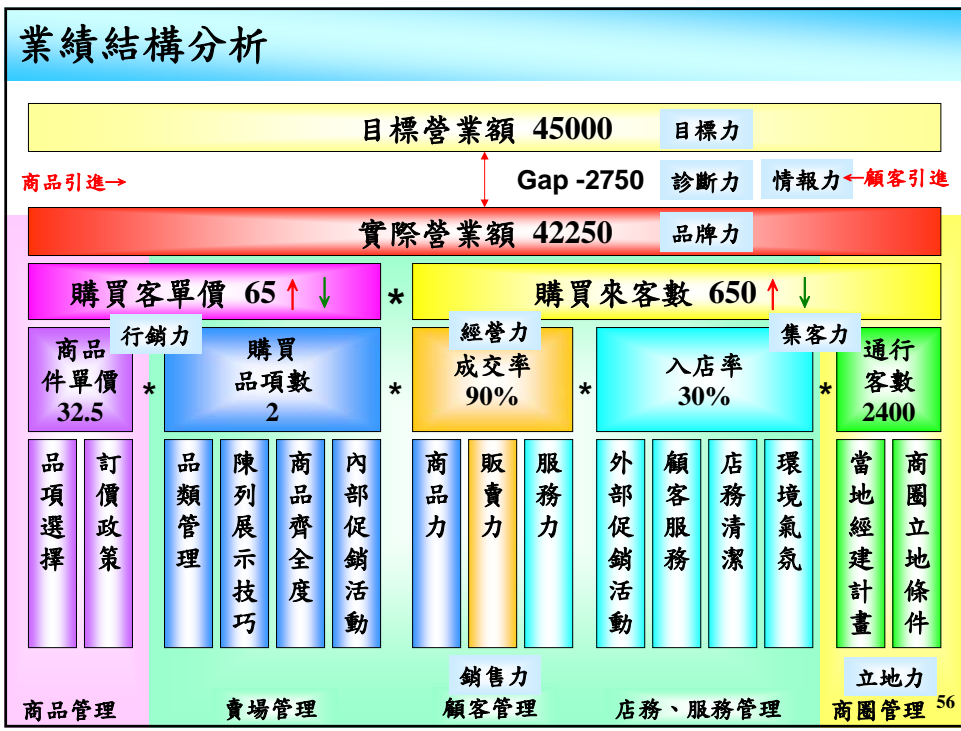 業績結構分析
目標營業額 45000 目標力
商品引進→ Gap -2750 診斷力 情報力 ←顧客引進
實際營業額 42250 品牌力
購買客單價 65 ↑ ↓ * 購買來客數 650 ↑ ↓
行銷力 經營力 集客力
商品
件單價
32.5
*
購買
品項數
2
*
成交率
90%
*
入店率
30%
*
通行
客數
2400
品項選擇
訂價政策
品類管理
陳列展示技巧
商品齊全度
內部促銷活動
商品力
販賣力
服務力
外部促銷活動
顧客服務
店務清潔
環境氣氛
當地經建計畫
商圈立地條件
銷售力 立地力
商品管理 賣場管理 顧客管理 店務、服務管理 商圈管理 56